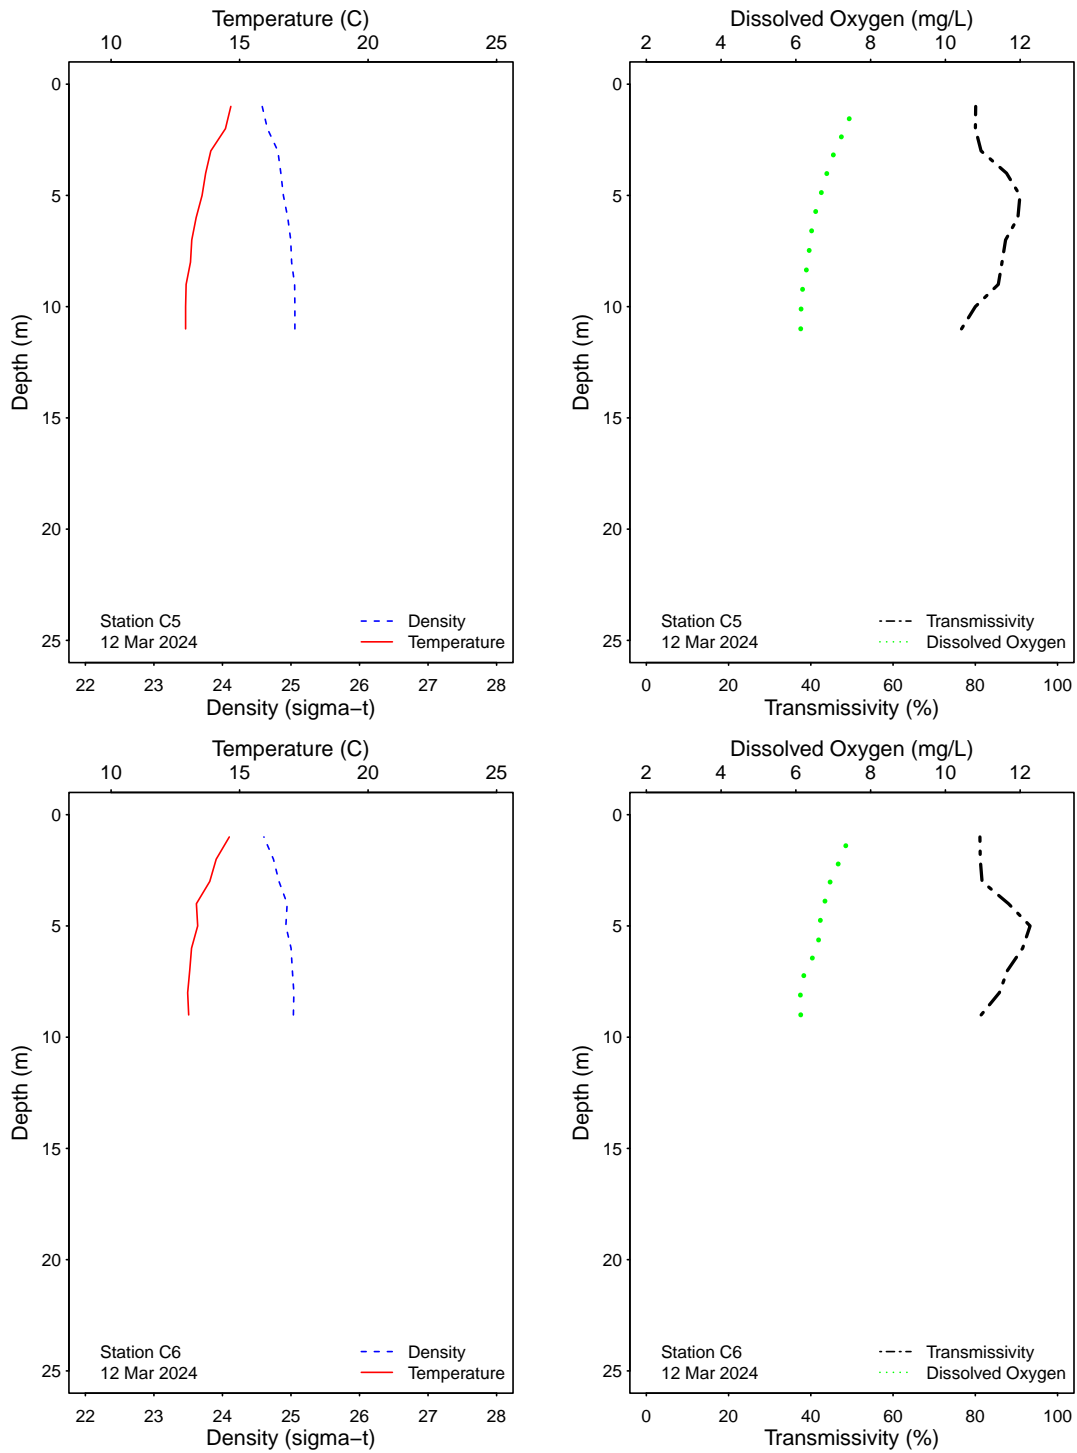 Temperature (C)
10 15 20 25
0
5
10
15
20
25
Depth (m)
Station C5
12 Mar 2024
Density
Temperature
22 23 24 25 26 27 28
Density (sigma−t)
Dissolved Oxygen (mg/L)
2 4 6 8 10 12
0
5
10
15
20
25
Depth (m)
Station C5
12 Mar 2024
Transmissivity
Dissolved Oxygen
0 20 40 60 80 100
Transmissivity (%)
Temperature (C)
10 15 20 25
0
5
10
15
20
25
Depth (m)
Station C6
12 Mar 2024
Density
Temperature
22 23 24 25 26 27 28
Density (sigma−t)
Dissolved Oxygen (mg/L)
2 4 6 8 10 12
0
5
10
15
20
25
Depth (m)
Station C6
12 Mar 2024
Transmissivity
Dissolved Oxygen
0 20 40 60 80 100
Transmissivity (%)